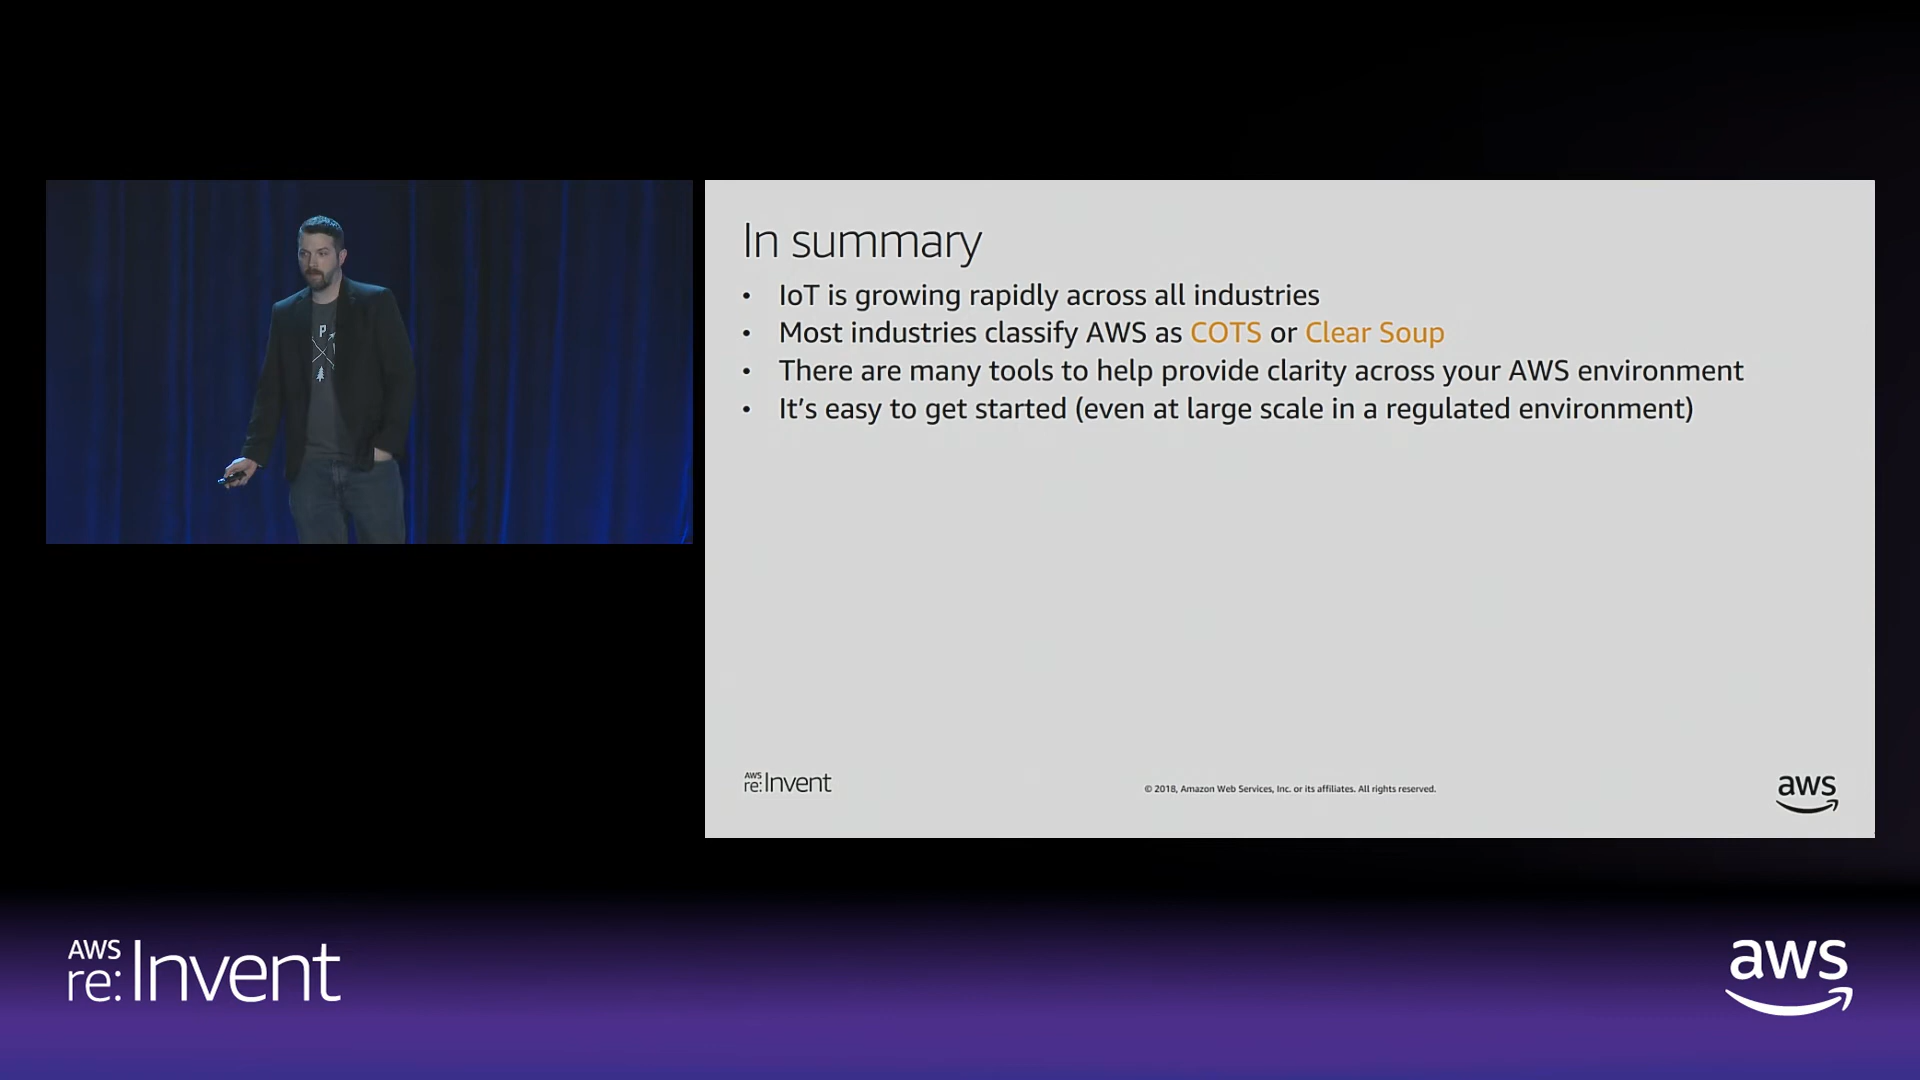 In summary
• IoT is growing rapidly across all industries
• Most industries classify AWS as COTS or Clear Soup
• There are many tools to help provide clarity across your AWS environment
• It's easy to get started (even at large scale in a regulated environment)
AWS
re:Invent
© 2018, Amazon Web Services, Inc. or its affiliates. All rights reserved.
aws
AWS
re:Invent
aws